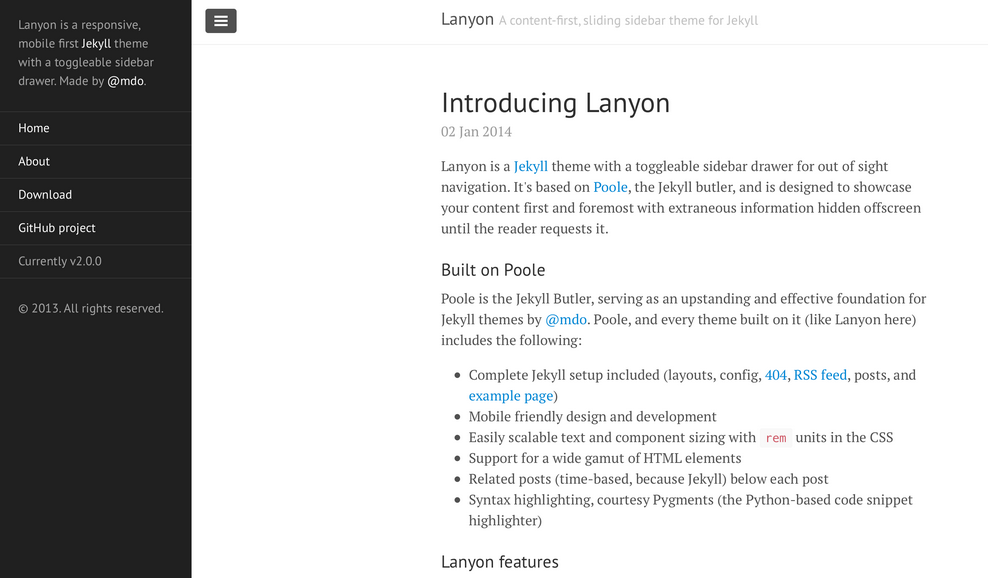 Lanyon is a responsive,
mobile first Jekyll theme
with a toggleable sidebar
drawer. Made by @mdo.
Home
About
Download
GitHub project
Currently v2.0.0
© 2013. All rights reserved.
Lanyon A content-first, sliding sidebar theme for Jekyll
Introducing Lanyon
02 Jan 2014
Lanyon is a Jekyll theme with a toggleable sidebar drawer for out of sight
navigation. It's based on Poole, the Jekyll butler, and is designed to showcase
your content first and foremost with extraneous information hidden offscreen
until the reader requests it.
Built on Poole
Poole is the Jekyll Butler, serving as an upstanding and effective foundation for
Jekyll themes by @mdo. Poole, and every theme built on it (like Lanyon here)
includes the following:
• Complete Jekyll setup included (layouts, config, 404, RSS feed, posts, and
example page)
• Mobile friendly design and development
• Easily scalable text and component sizing with rem units in the CSS
• Support for a wide gamut of HTML elements
• Related posts (time-based, because Jekyll) below each post
• Syntax highlighting, courtesy Pygments (the Python-based code snippet
highlighter)
Lanyon features